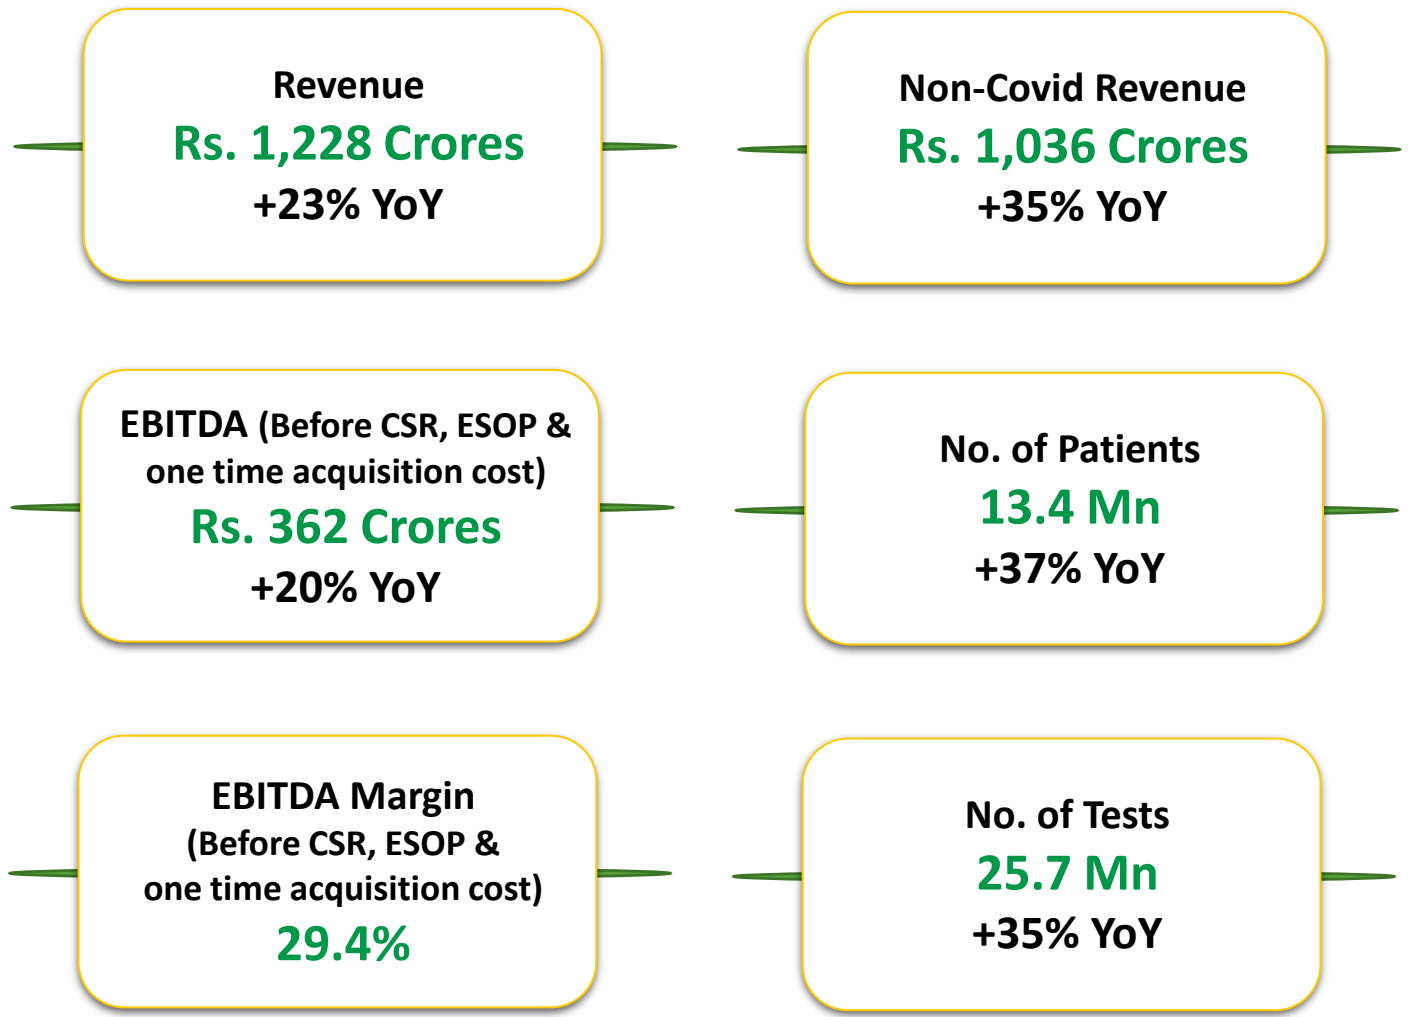 Revenue
Rs. 1,228 Crores
+23% YoY
Non-Covid Revenue
Rs. 1,036 Crores
+35% YoY
EBITDA (Before CSR, ESOP &
one time acquisition cost)
Rs. 362 Crores
+20% YoY
No. of Patients
13.4 Mn
+37% YoY
EBITDA Margin
(Before CSR, ESOP &
one time acquisition cost)
29.4%
No. of Tests
25.7 Mn
+35% YoY